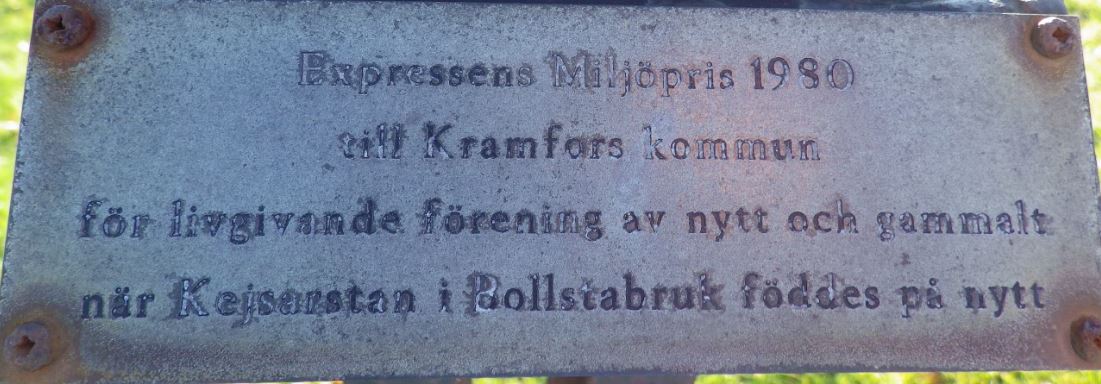 Expressens Miljöpris 1980
till Kramfors kommun
för livgivande förening av nytt och gammalt
när Kejsarstan i Bollstabruk föddes på nytt